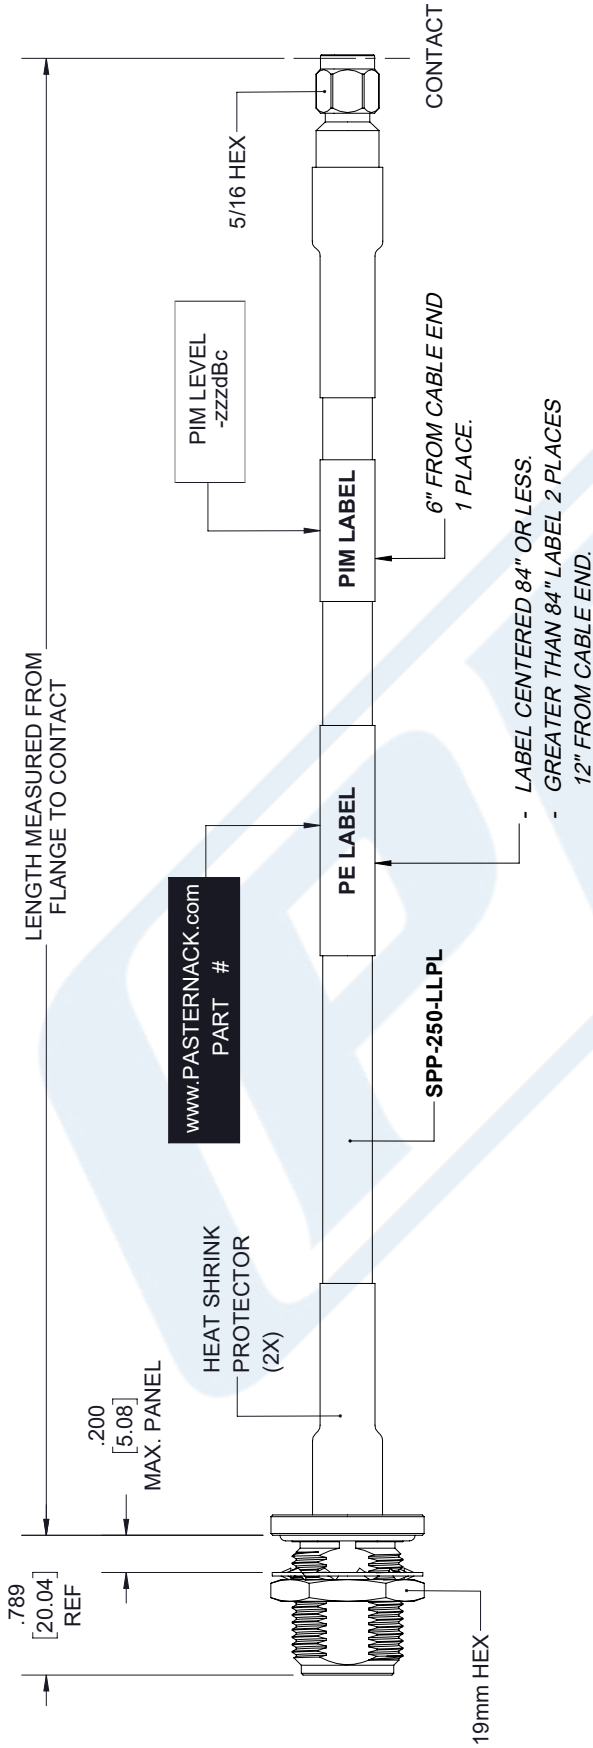 LENGTH MEASURED FROM
FLANGE TO CONTACT
.789
[20.04]
REF
.200
[5.08]
MAX. PANEL
HEAT SHRINK
PROTECTOR
(2X)
www.PASTERNACK.com
PART #
PIM LEVEL
-zzzdBc
5/16 HEX
PE LABEL
PIM LABEL
19mm HEX
SPP-250-LLPL
- LABEL CENTERED 84" OR LESS.
- GREATER THAN 84" LABEL 2 PLACES
12" FROM CABLE END.
6" FROM CABLE END
1 PLACE.
CONTACT